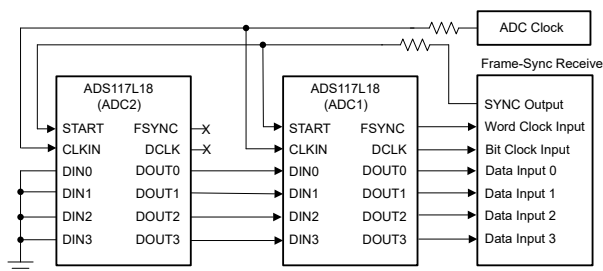 ADC Clock
Frame-Sync Receive
ADS117L18
(ADC2)
START FSYNC X
CLKIN DCLK X
DIN0 DOUT0
DIN1 DOUT1
DIN2 DOUT2
DIN3 DOUT3
ADS117L18
(ADC1)
START FSYNC
CLKIN DCLK
DIN0 DOUT0
DIN1 DOUT1
DIN2 DOUT2
DIN3 DOUT3
SYNC Output
Word Clock Input
Bit Clock Input
Data Input 0
Data Input 1
Data Input 2
Data Input 3